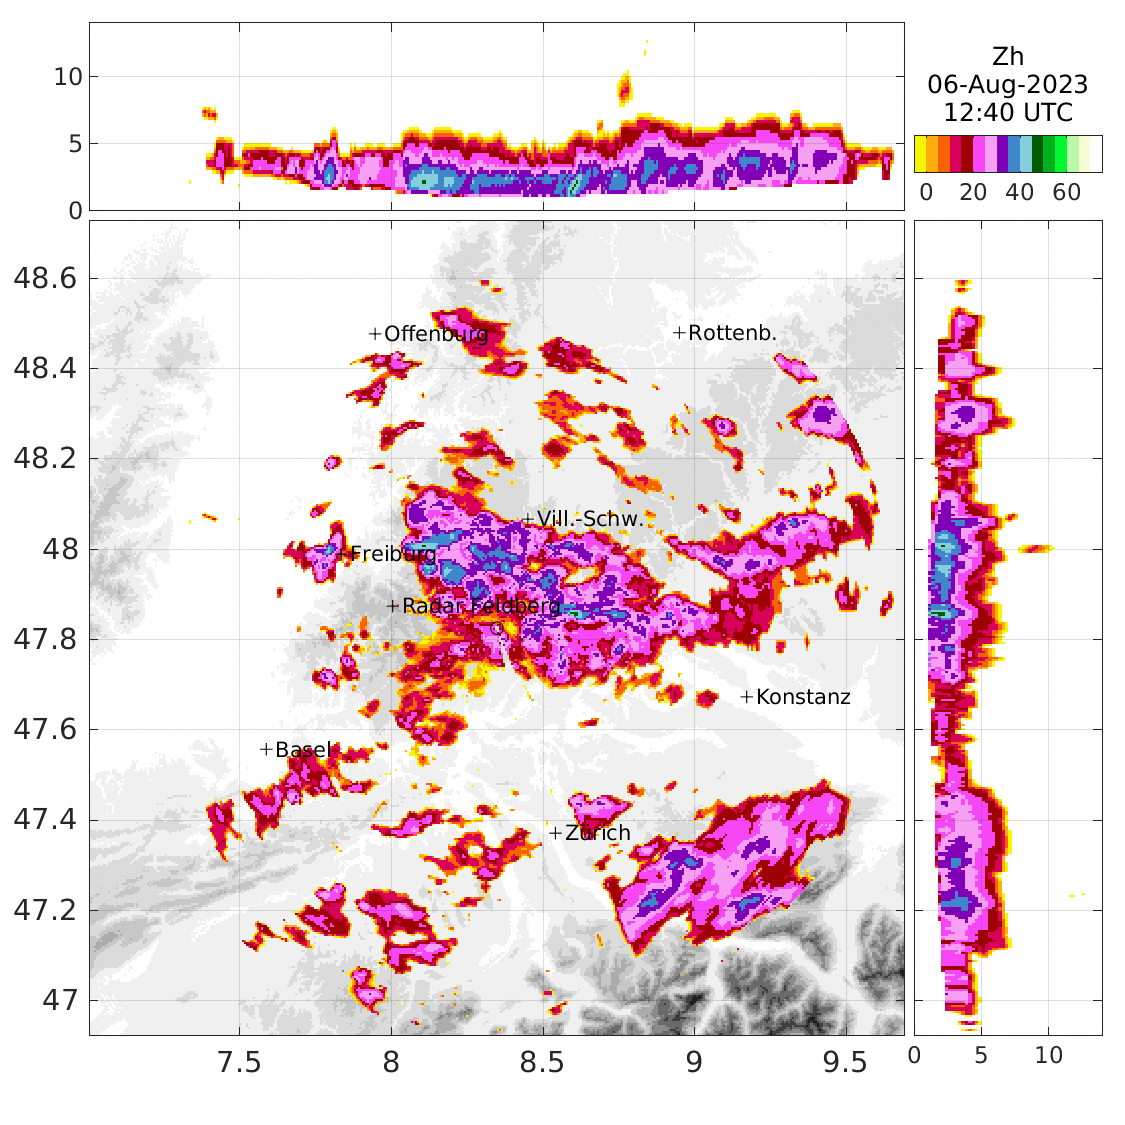 10
5
0
Zh
06-Aug-2023
12:40 UTC
0 20 40 60
48.6
48.4
48.2
48
47.8
47.6
47.4
47.2
47
+Offenburg
+Rottenb.
+Vill.-Schw.
+Freiburg
+Radar Feldberg
+Konstanz
+Basel
+Zürich
7.5 8 8.5 9 9.5
0 5 10